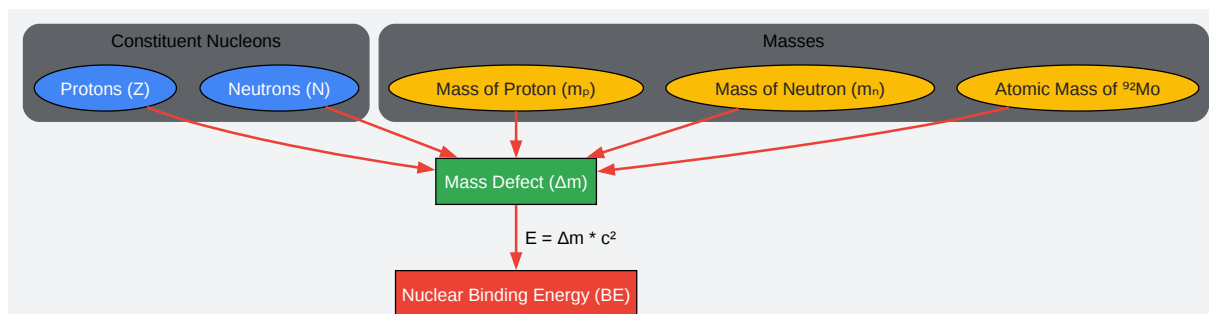 Constituent Nucleons
Masses
Protons (Z)
Neutrons (N)
Mass of Proton (mₚ)
Mass of Neutron (mₙ)
Atomic Mass of ⁹²Mo
Mass Defect (Δm)
E = Δm * c²
Nuclear Binding Energy (BE)